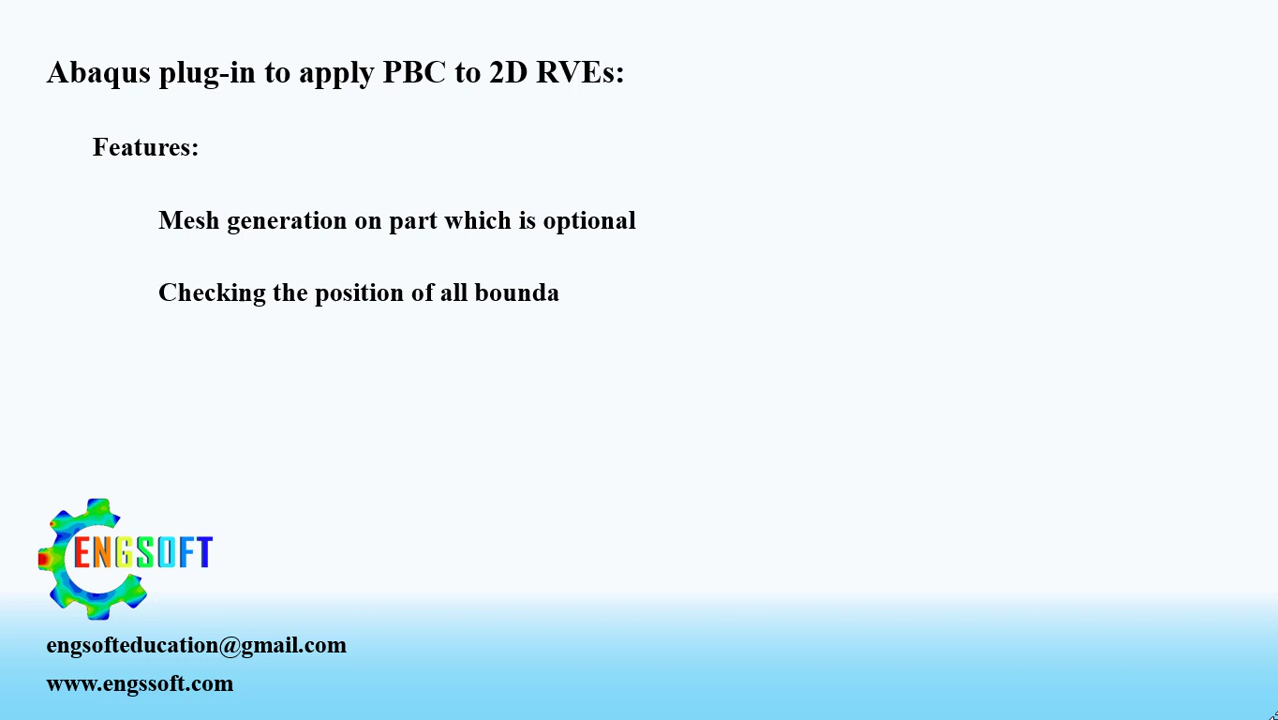 Abaqus plug-in to apply PBC to 2D RVEs:
Features:
Mesh generation on part which is optional
Checking the position of all bounda
ENGSOFT
engsofteducation@gmail.com
www.engssoft.com